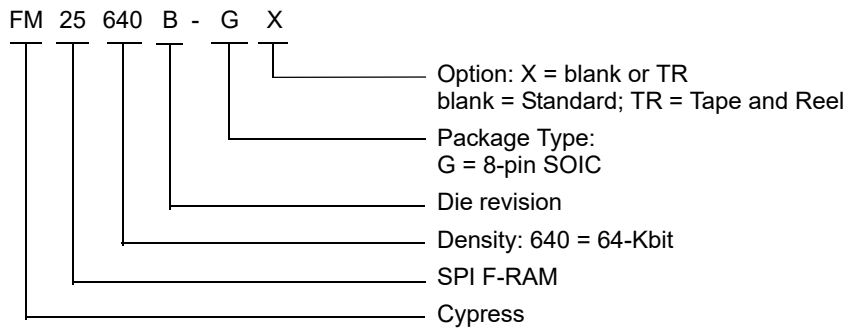 FM 25 640 B - G X
Option: X = blank or TR
blank = Standard; TR = Tape and Reel
Package Type:
G = 8-pin SOIC
Die revision
Density: 640 = 64-Kbit
SPI F-RAM
Cypress